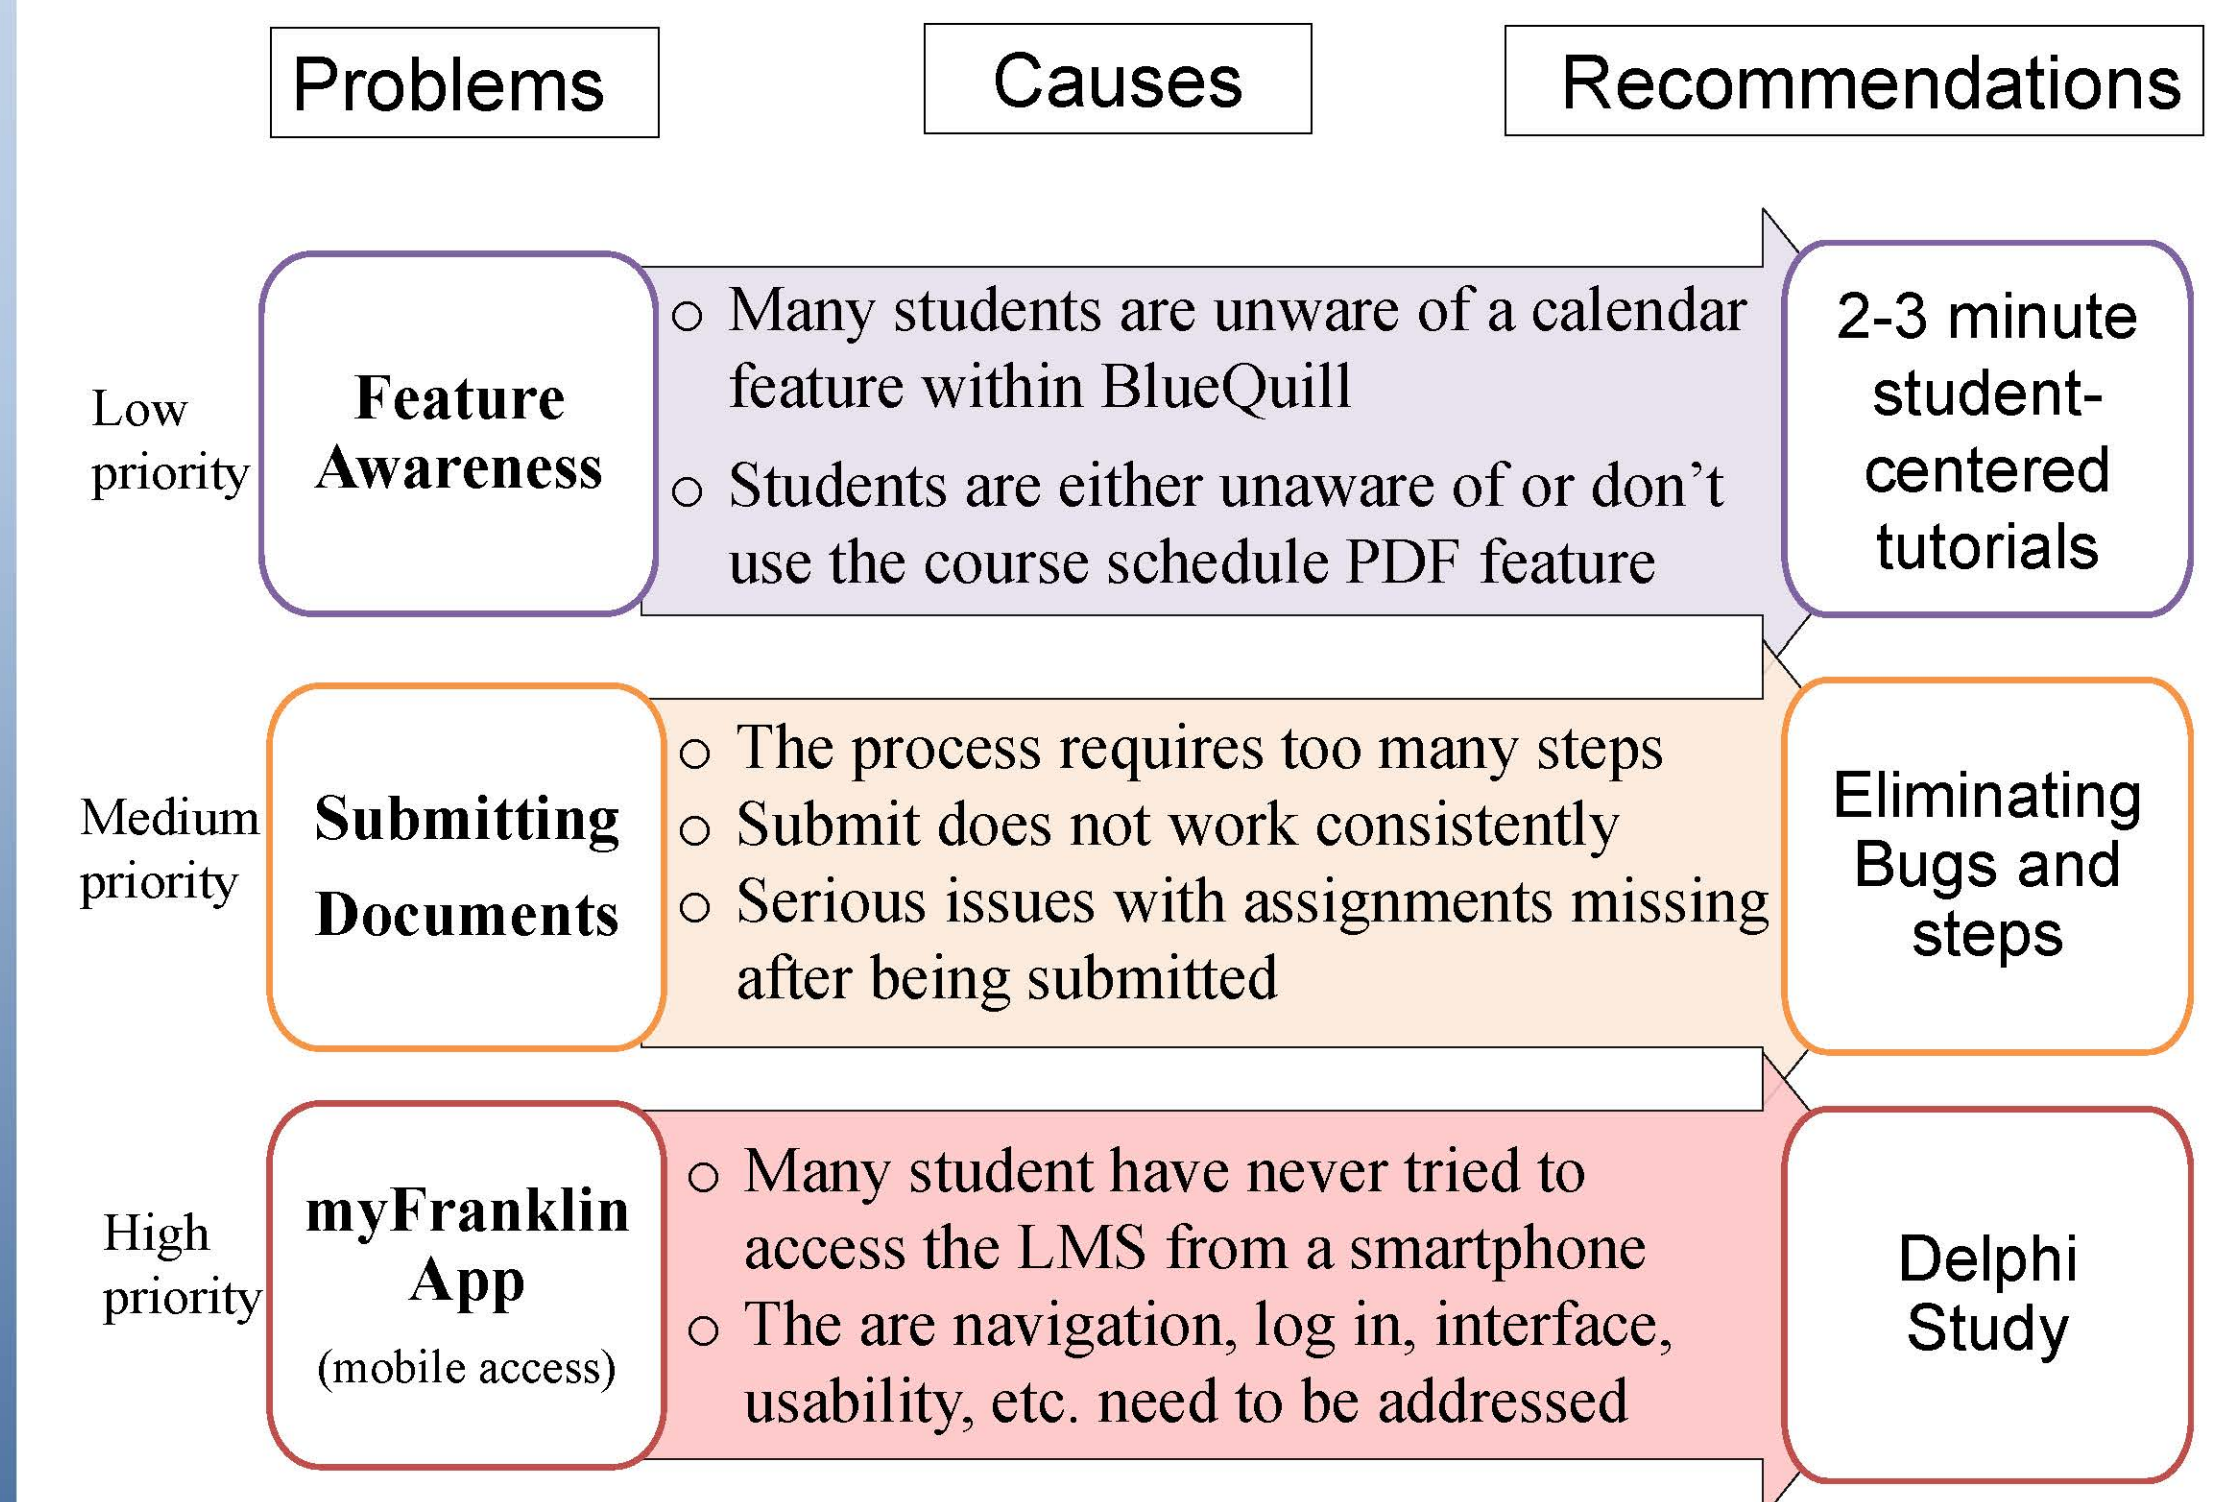 Problems
Causes
Recommendations
Low
priority
Feature
Awareness
o Many students are unware of a calendar
feature within BlueQuill
o Students are either unaware of or don’t
use the course schedule PDF feature
2-3 minute
student-
centered
tutorials
Medium
priority
Submitting
Documents
o The process requires too many steps
o Submit does not work consistently
o Serious issues with assignments missing
after being submitted
Eliminating
Bugs and
steps
High
priority
myFranklin
App
(mobile access)
o Many student have never tried to
access the LMS from a smartphone
o The are navigation, log in, interface,
usability, etc. need to be addressed
Delphi
Study